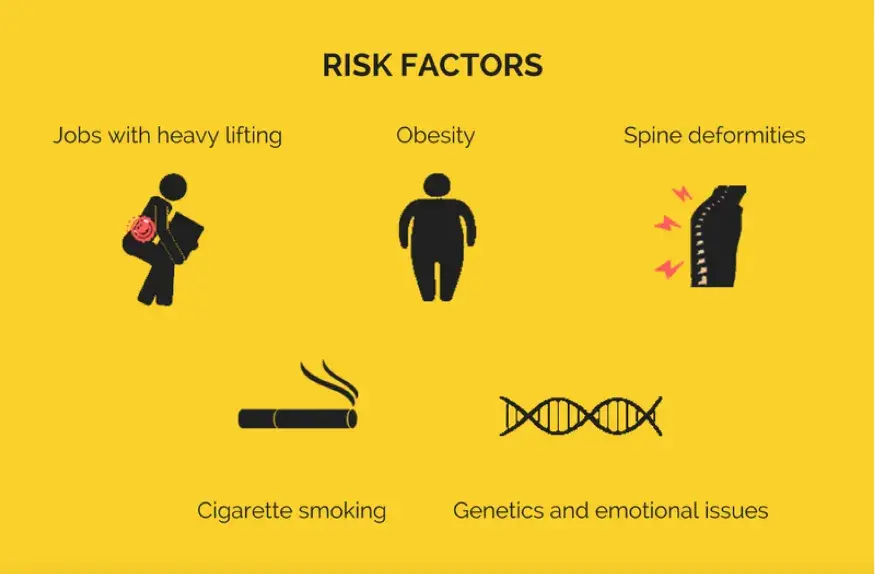 RISK FACTORS
Jobs with heavy lifting
Obesity
Spine deformities
Cigarette smoking
Genetics and emotional issues